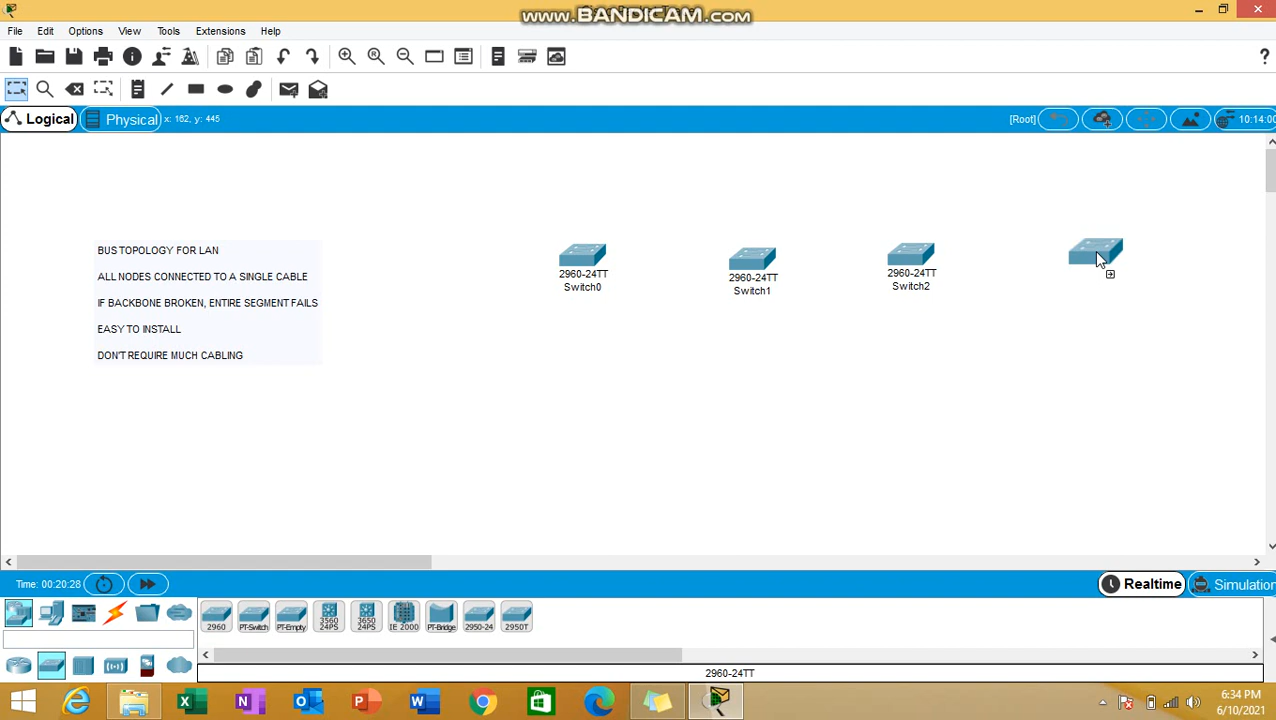 www.BANDICAM.com
File Edit Options View Tools Extensions Help
?
Logical Physical x: 162, y: 445 [Root] 10:14:00
BUS TOPOLOGY FOR LAN
ALL NODES CONNECTED TO A SINGLE CABLE
IF BACKBONE BROKEN, ENTIRE SEGMENT FAILS
EASY TO INSTALL
DON'T REQUIRE MUCH CABLING
2960-24TT
Switch0
2960-24TT
Switch1
2960-24TT
Switch2
Time: 00:20:28 Realtime Simulation
2960 PT-Switch PT-Empty 3560 24PS 3650 24PS IE 2000 PT-Bridge 2950-24 2950T
2960-24TT
6:34 PM
6/10/2021